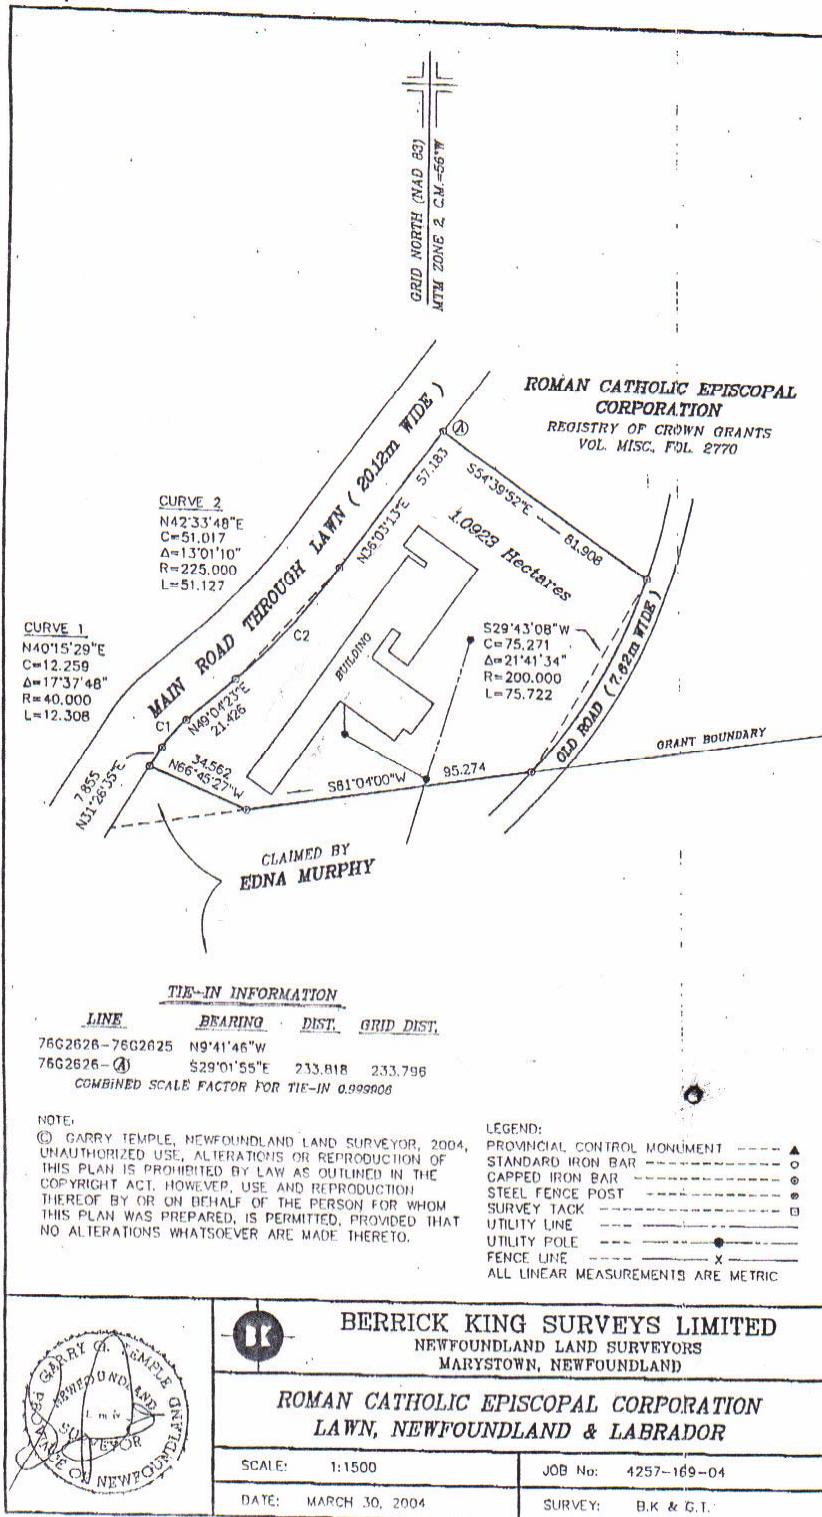 GRID NORTH (NAD 83)
MTM ZONE 2, C.M.=56°W
ROMAN CATHOLIC EPISCOPAL
CORPORATION
REGISTRY OF CROWN GRANTS
VOL. MISC., FOL. 2770
MAIN ROAD THROUGH LAWN ( 20.12m WIDE )
A
57.183
N36°03'13"E
S54°39'52"E
81.908
1.0923 Hectares
CURVE 2
N42°33'48"E
C=51.017
Δ=13°01'10"
R=225.000
L=51.127
C2
CURVE 1
N40°15'29"E
C=12.259
Δ=17°37'48"
R=40.000
L=12.308
C1
N49°04'23"E
21.426
BUILDING
S29°43'08"W
C=75.271
Δ=21°41'34"
R=200.000
L=75.722
OLD ROAD ( 7.62m WIDE )
GRANT BOUNDARY
7.855
N31°26'35"E
34.562
N66°45'27"W
S81°04'00"W
95.274
CLAIMED BY
EDNA MURPHY
TIE-IN INFORMATION
LINE BEARING DIST. GRID DIST.
76G2626-76G2625 N9°41'46"W
76G2626-A S29°01'55"E 233.818 233.796
COMBINED SCALE FACTOR FOR TIE-IN 0.999906
NOTE:
© GARRY TEMPLE, NEWFOUNDLAND LAND SURVEYOR, 2004,
UNAUTHORIZED USE, ALTERATIONS OR REPRODUCTION OF
THIS PLAN IS PROHIBITED BY LAW AS OUTLINED IN THE
COPYRIGHT ACT. HOWEVER, USE AND REPRODUCTION
THEREOF BY OR ON BEHALF OF THE PERSON FOR WHOM
THIS PLAN WAS PREPARED, IS PERMITTED, PROVIDED THAT
NO ALTERATIONS WHATSOEVER ARE MADE THERETO.
LEGEND:
PROVINCIAL CONTROL MONUMENT
STANDARD IRON BAR
CAPPED IRON BAR
STEEL FENCE POST
SURVEY TACK
UTILITY LINE
UTILITY POLE
FENCE LINE X
ALL LINEAR MEASUREMENTS ARE METRIC
GARRY G. TEMPLE
NEWFOUNDLAND
SURVEYOR
PROVINCE OF NEWFOUNDLAND
BK
BERRICK KING SURVEYS LIMITED
NEWFOUNDLAND LAND SURVEYORS
MARYSTOWN, NEWFOUNDLAND
ROMAN CATHOLIC EPISCOPAL CORPORATION
LAWN, NEWFOUNDLAND & LABRADOR
SCALE: 1:1500
JOB No: 4257-169-04
DATE: MARCH 30, 2004
SURVEY: B.K & G.T.